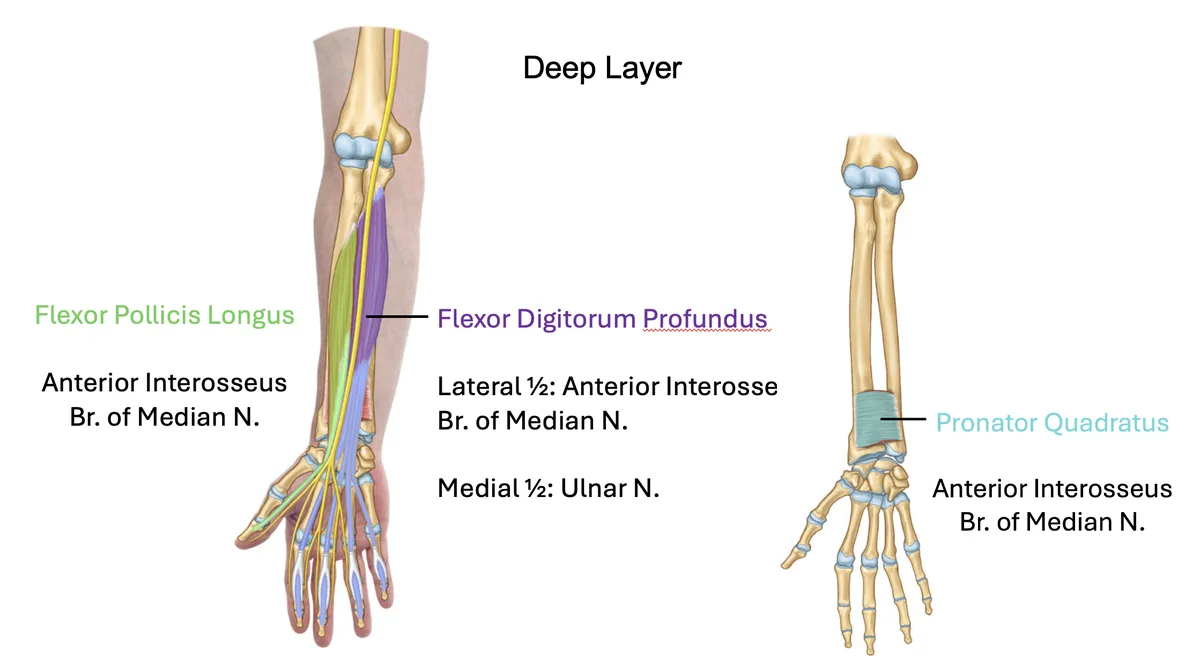 Deep Layer
Flexor Pollicis Longus
Anterior Interosseus
Br. of Median N.
Flexor Digitorum Profundus
Lateral ½: Anterior Interosse
Br. of Median N.
Medial ½: Ulnar N.
Pronator Quadratus
Anterior Interosseus
Br. of Median N.